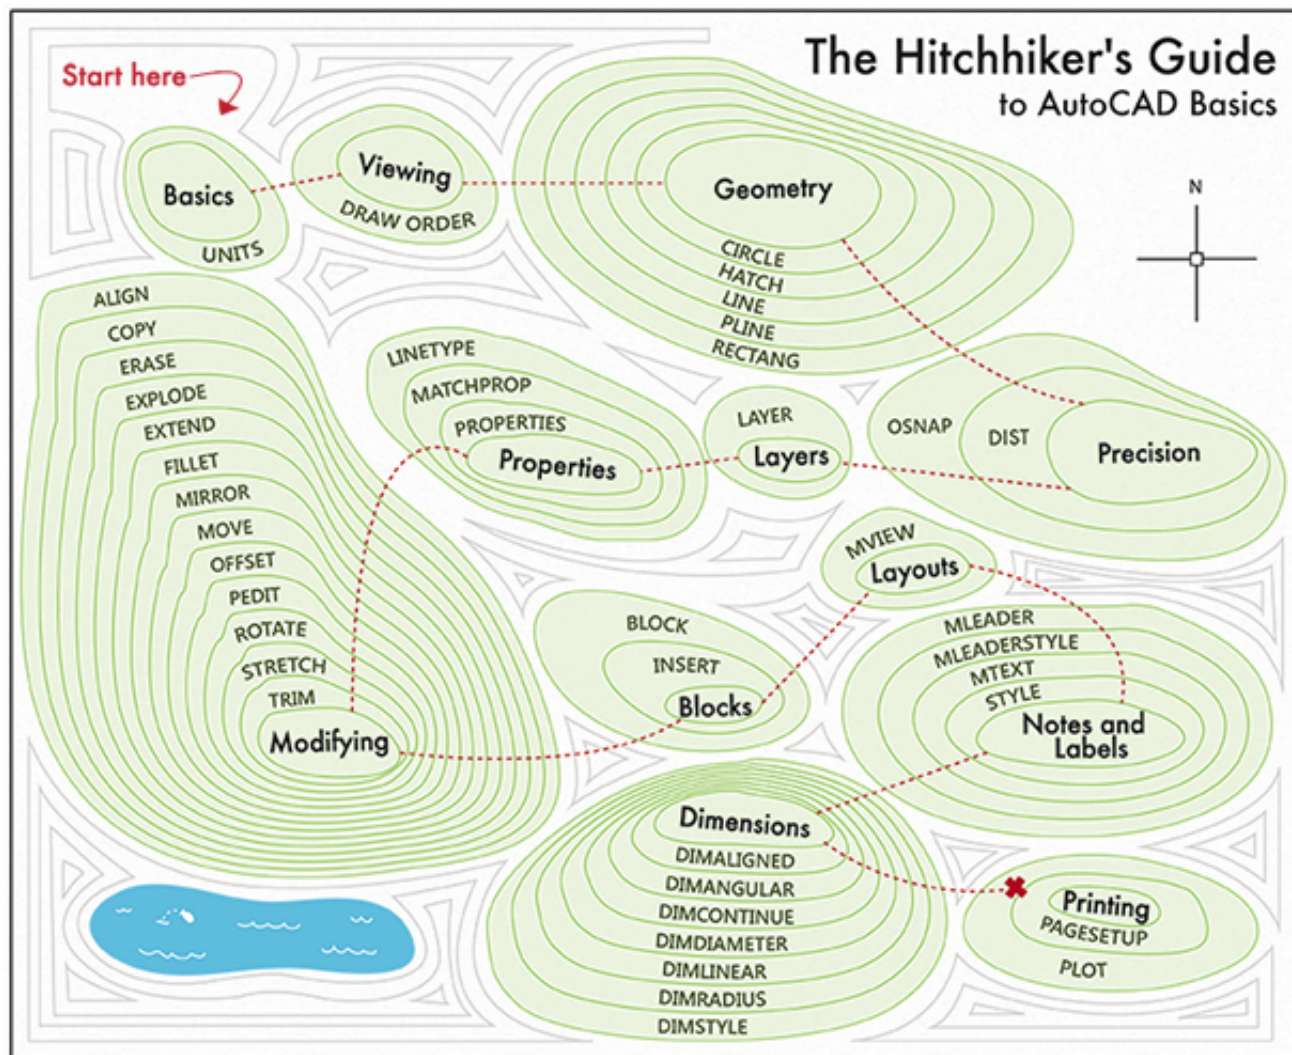 The Hitchhiker's Guide
to AutoCAD Basics
Start here
N
Basics
UNITS
Viewing
DRAW ORDER
Geometry
CIRCLE
HATCH
LINE
PLINE
RECTANG
OSNAP
DIST
Precision
LAYER
Layers
LINETYPE
MATCHPROP
PROPERTIES
Properties
ALIGN
COPY
ERASE
EXPLODE
EXTEND
FILLET
MIRROR
MOVE
OFFSET
PEDIT
ROTATE
STRETCH
TRIM
Modifying
BLOCK
INSERT
Blocks
MVIEW
Layouts
MLEADER
MLEADERSTYLE
MTEXT
STYLE
Notes and
Labels
Dimensions
DIMALIGNED
DIMANGULAR
DIMCONTINUE
DIMDIAMETER
DIMLINEAR
DIMRADIUS
DIMSTYLE
Printing
PAGESETUP
PLOT